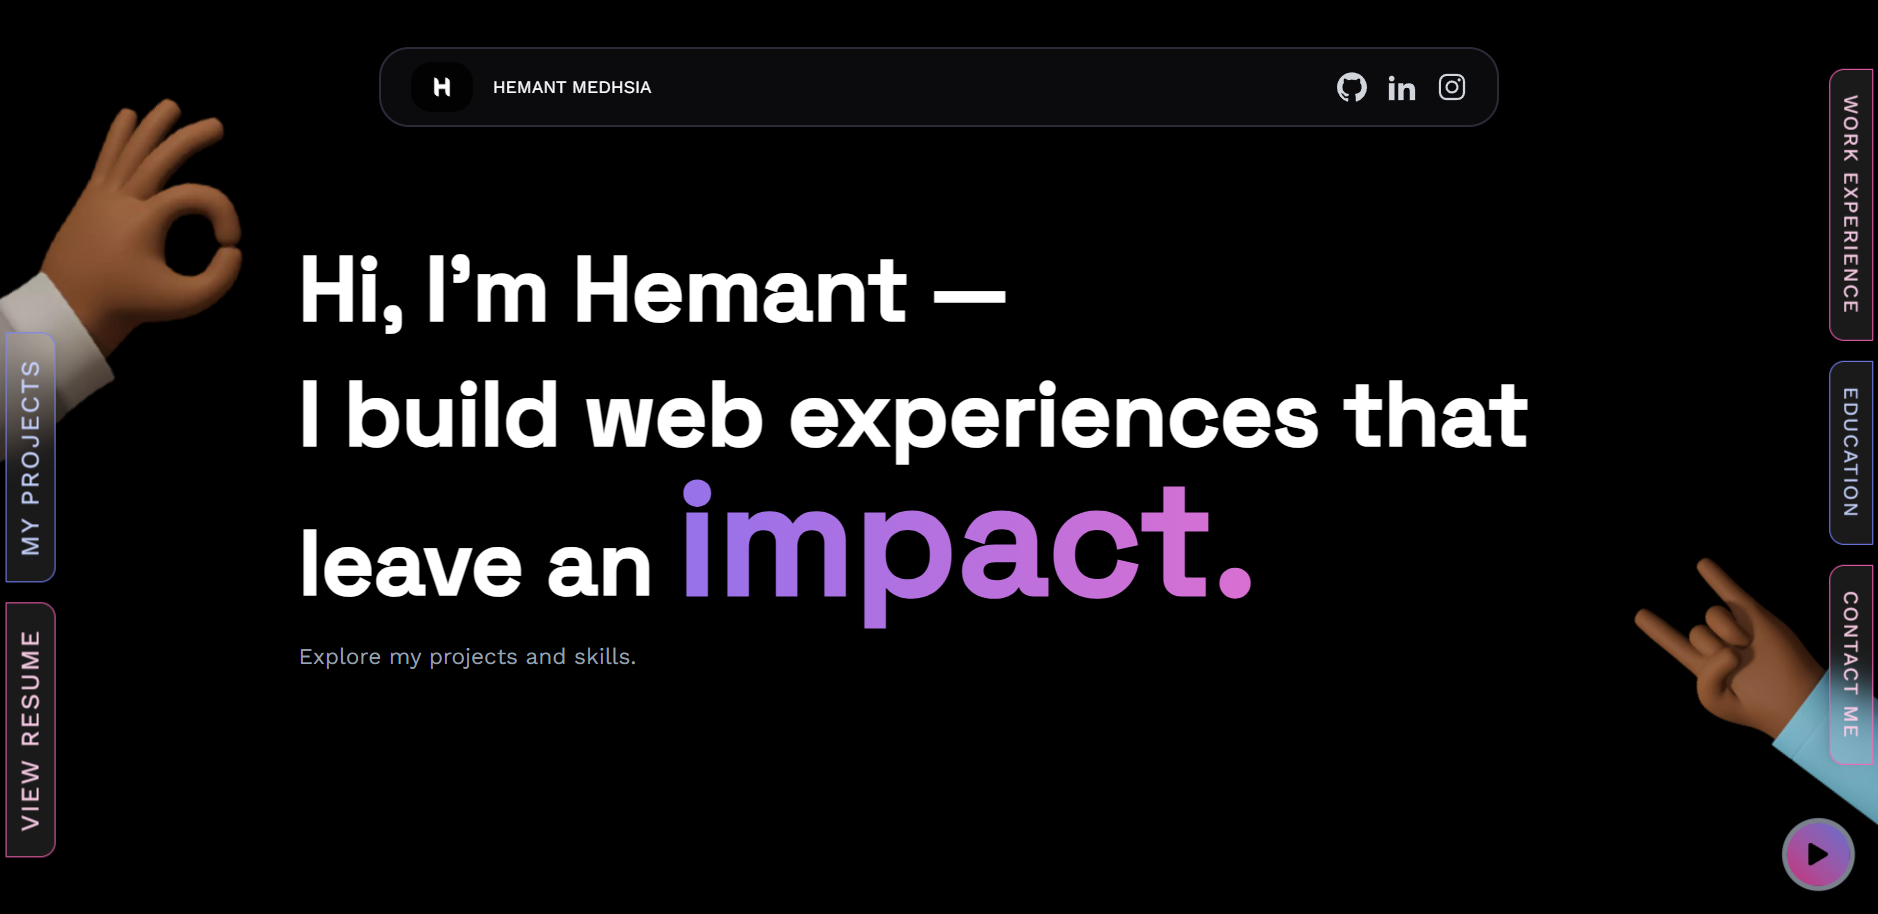 H
HEMANT MEDHSIA
in
Hi, I’m Hemant —
I build web experiences that
leave an impact.
Explore my projects and skills.
MY PROJECTS
VIEW RESUME
WORK EXPERIENCE
EDUCATION
CONTACT ME